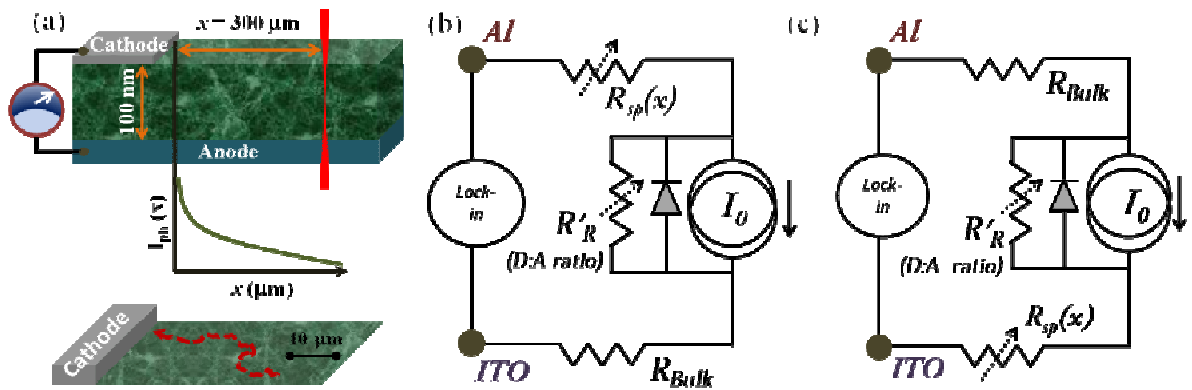 (a)
x = 300 μm
Cathode
100 nm
Anode
I_ph (v)
x (μm)
Cathode
10 μm
(b)
Al
R_sp(x)
Lock-
in
R'_R
(D:A ratio)
I_0
ITO
R_Bulk
(c)
Al
R_Bulk
Lock-
in
R'_R
(D:A ratio)
I_0
R_sp(x)
ITO